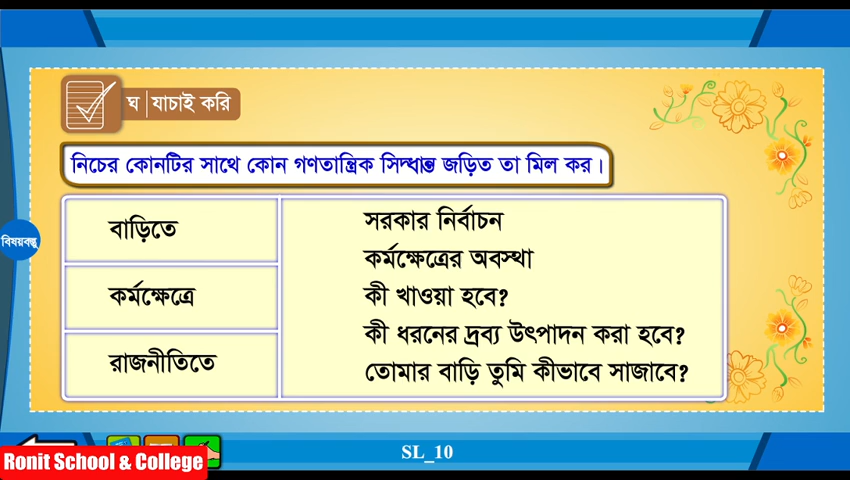 ঘ | যাচাই করি
নিচের কোনটির সাথে কোন গণতান্ত্রিক সিদ্ধান্ত জড়িত তা মিল কর।
বাড়িতে
কর্মক্ষেত্রে
রাজনীতিতে
সরকার নির্বাচন
কর্মক্ষেত্রের অবস্থা
কী খাওয়া হবে?
কী ধরনের দ্রব্য উৎপাদন করা হবে?
তোমার বাড়ি তুমি কীভাবে সাজাবে?
বিষয়বস্তু
SL_10
Ronit School & College